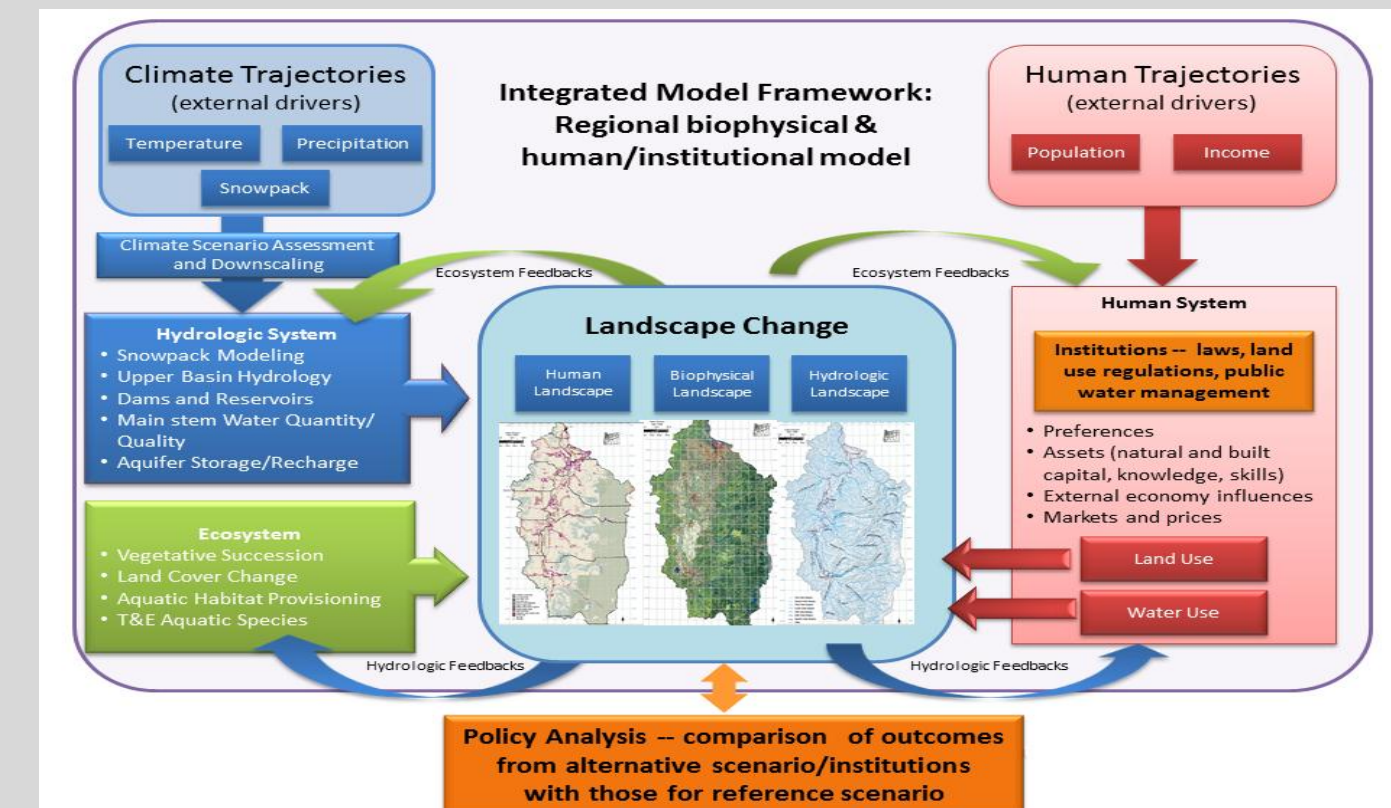 Climate Trajectories
(external drivers)
Temperature
Precipitation
Snowpack
Integrated Model Framework:
Regional biophysical &
human/institutional model
Human Trajectories
(external drivers)
Population
Income
Climate Scenario Assessment
and Downscaling
Ecosystem Feedbacks
Ecosystem Feedbacks
Hydrologic System
• Snowpack Modeling
• Upper Basin Hydrology
• Dams and Reservoirs
• Main stem Water Quantity/
Quality
• Aquifer Storage/Recharge
Ecosystem
• Vegetative Succession
• Land Cover Change
• Aquatic Habitat Provisioning
• T&E Aquatic Species
Landscape Change
Human
Landscape
Biophysical
Landscape
Hydrologic
Landscape
Human System
Institutions -- laws, land
use regulations, public
water management
• Preferences
• Assets (natural and built
capital, knowledge, skills)
• External economy influences
• Markets and prices
Land Use
Water Use
Hydrologic Feedbacks
Hydrologic Feedbacks
Policy Analysis -- comparison of outcomes
from alternative scenario/institutions
with those for reference scenario